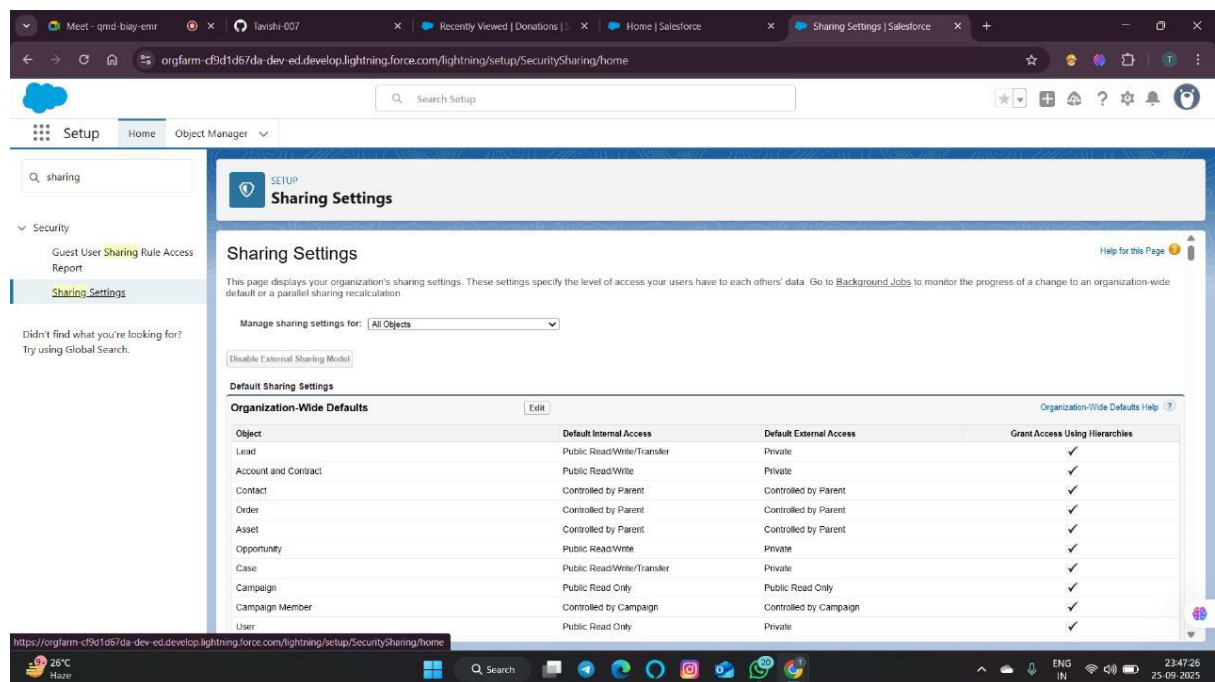 Meet - qmd-biay-emr
Tavishi-007
Recently Viewed | Donations | S
Home | Salesforce
Sharing Settings | Salesforce
orgfarm-cf9d1d67da-dev-ed.develop.lightning.force.com/lightning/setup/SecuritySharing/home
T
Search Setup
Setup Home Object Manager
sharing
Security
Guest User Sharing Rule Access
Report
Sharing Settings
Didn't find what you're looking for?
Try using Global Search.
SETUP
Sharing Settings
Sharing Settings
Help for this Page
This page displays your organization's sharing settings. These settings specify the level of access your users have to each others' data. Go to Background Jobs to monitor the progress of a change to an organization-wide
default or a parallel sharing recalculation.
Manage sharing settings for: All Objects
Disable External Sharing Model
Default Sharing Settings
Organization-Wide Defaults Edit Organization-Wide Defaults Help ?
Object Default Internal Access Default External Access Grant Access Using Hierarchies
Lead Public Read/Write/Transfer Private ✓
Account and Contract Public Read/Write Private ✓
Contact Controlled by Parent Controlled by Parent ✓
Order Controlled by Parent Controlled by Parent ✓
Asset Controlled by Parent Controlled by Parent ✓
Opportunity Public Read/Write Private ✓
Case Public Read/Write/Transfer Private ✓
Campaign Public Read Only Public Read Only ✓
Campaign Member Controlled by Campaign Controlled by Campaign ✓
User Public Read Only Private ✓
https://orgfarm-cf9d1d67da-dev-ed.develop.lightning.force.com/lightning/setup/SecuritySharing/home
9+
26°C
Haze
Search
20
ENG
IN
23:47:26
25-09-2025